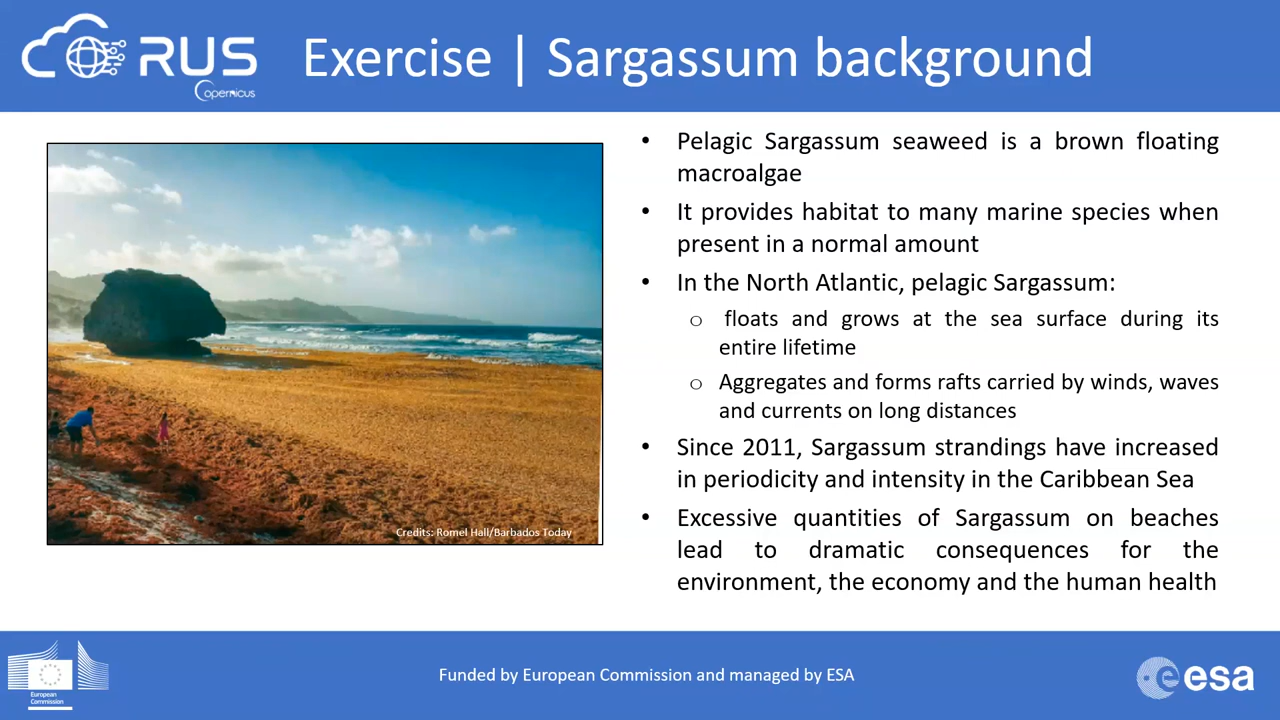 RUS
Copernicus
Exercise | Sargassum background
• Pelagic Sargassum seaweed is a brown floating
macroalgae
• It provides habitat to many marine species when
present in a normal amount
• In the North Atlantic, pelagic Sargassum:
o floats and grows at the sea surface during its
entire lifetime
o Aggregates and forms rafts carried by winds, waves
and currents on long distances
• Since 2011, Sargassum strandings have increased
in periodicity and intensity in the Caribbean Sea
• Excessive quantities of Sargassum on beaches
lead to dramatic consequences for the
environment, the economy and the human health
Credits: Romel Hall/Barbados Today
European
Commission
Funded by European Commission and managed by ESA
esa